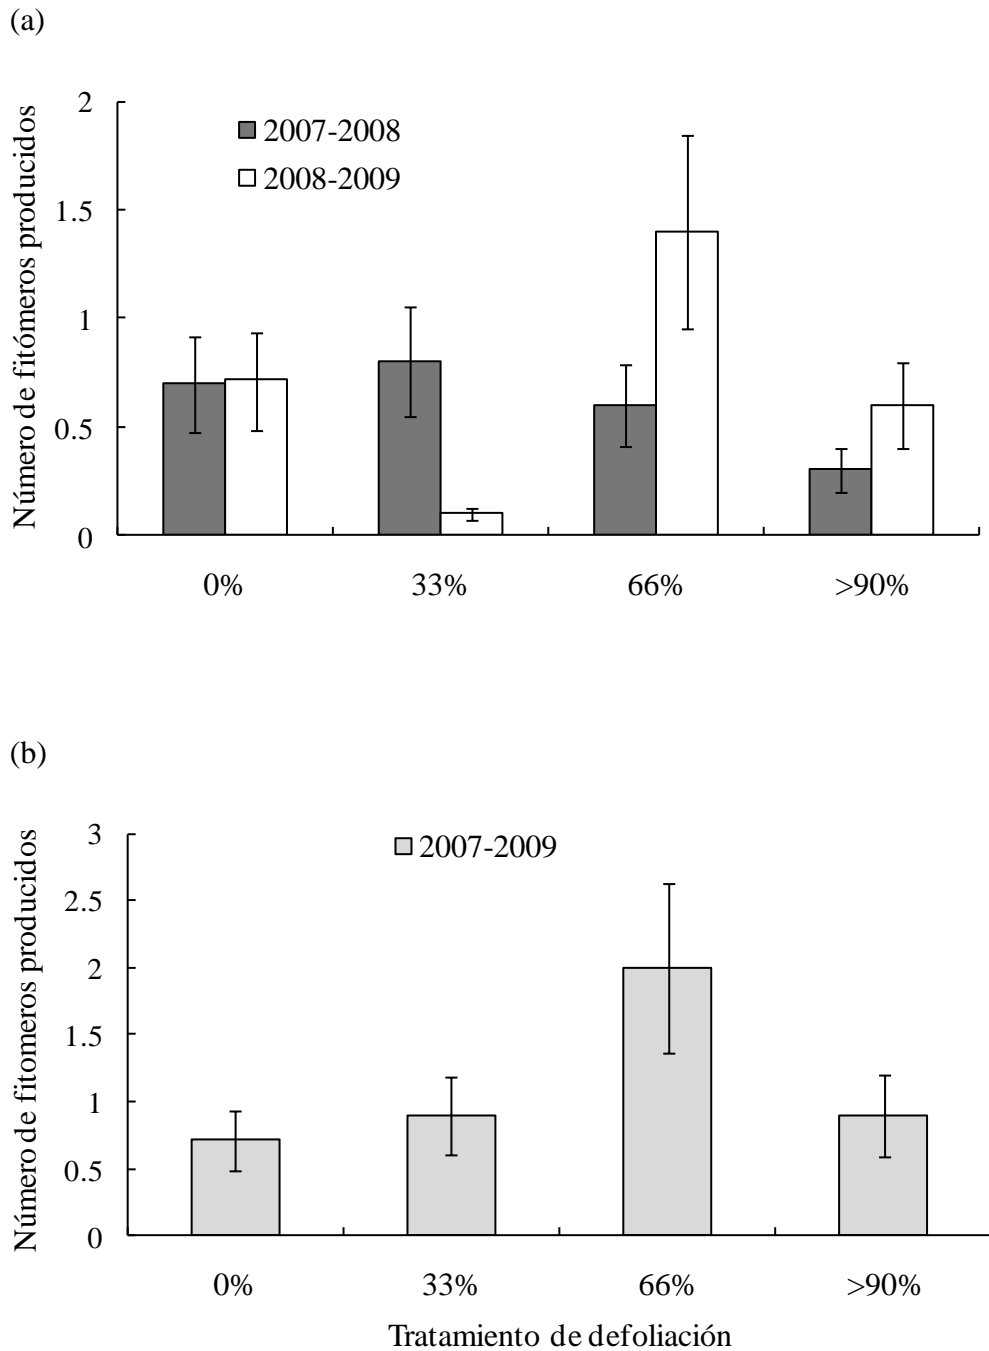 (a)
Número de fitómeros producidos
2
1.5
1
0.5
0
2007-2008
2008-2009
0% 33% 66% >90%
(b)
Número de fitomeros producidos
3
2.5
2
1.5
1
0.5
0
2007-2009
0% 33% 66% >90%
Tratamiento de defoliación